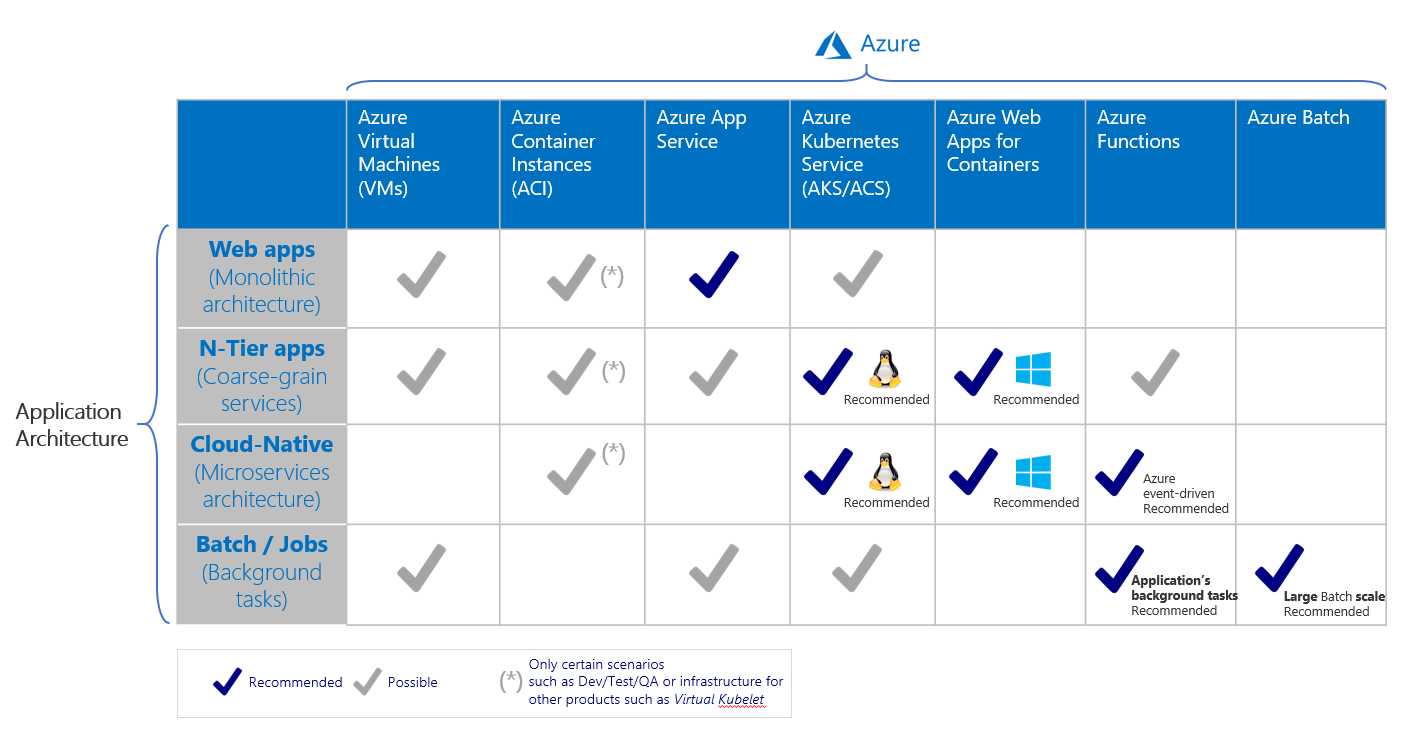 Azure
Azure
Virtual
Machines
(VMs)
Azure
Container
Instances
(ACI)
Azure App
Service
Azure
Kubernetes
Service
(AKS/ACS)
Azure Web
Apps for
Containers
Azure
Functions
Azure Batch
Application
Architecture
Web apps
(Monolithic
architecture)
(*)
N-Tier apps
(Coarse-grain
services)
(*)
Recommended
Recommended
Cloud-Native
(Microservices
architecture)
(*)
Recommended
Recommended
Azure
event-driven
Recommended
Batch / Jobs
(Background
tasks)
Application's
background tasks
Recommended
Large Batch scale
Recommended
Recommended
Possible
(*)
Only certain scenarios
such as Dev/Test/QA or infrastructure for
other products such as Virtual Kubelet